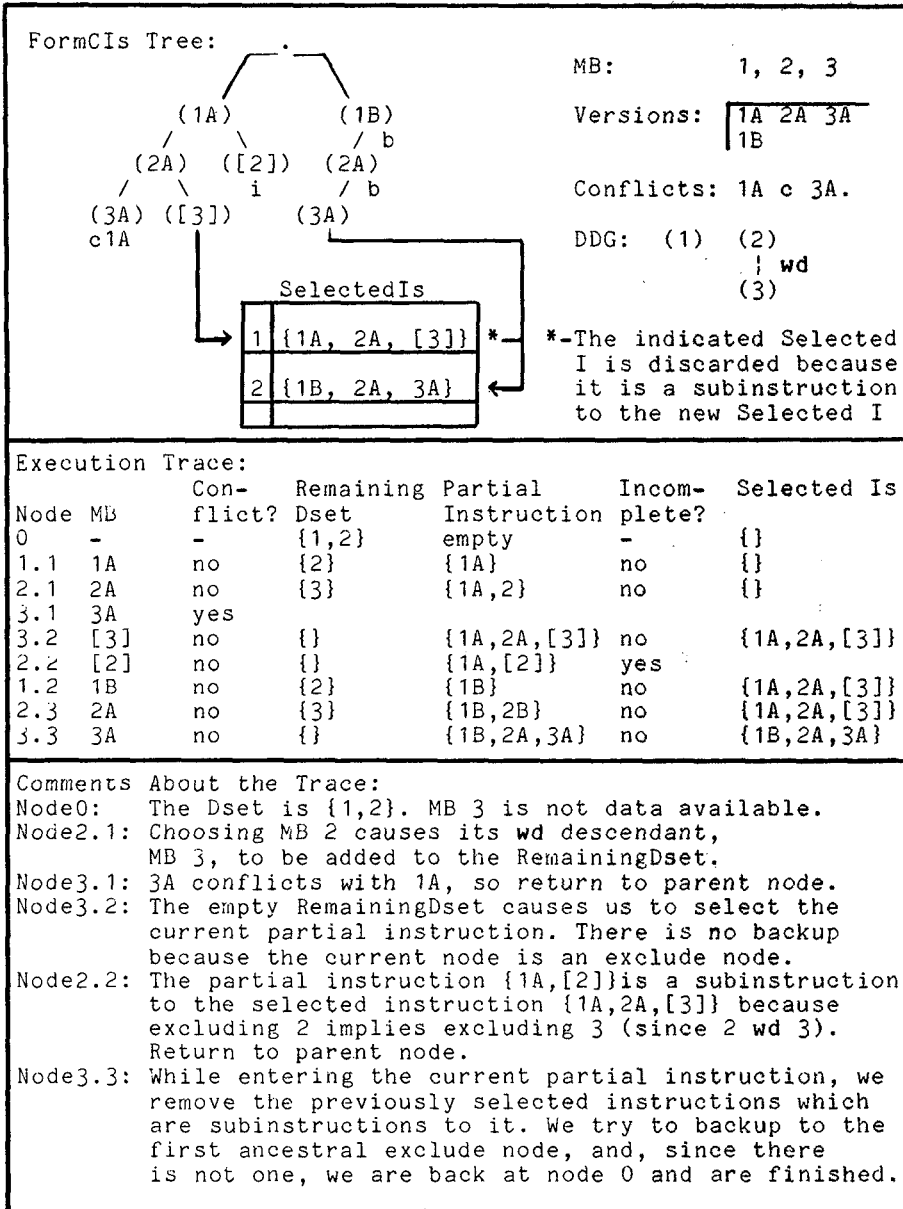 FormCIs Tree: .
MB: 1, 2, 3
(1A) (1B)
Versions: 1A 2A 3A
/ \ / b
1B
(2A) ([2]) (2A)
/ \ i / b
Conflicts: 1A c 3A.
(3A) ([3]) (3A)
c1A
DDG: (1) (2)
¦ wd
(3)
SelectedIs
1 {1A, 2A, [3]} *
2 {1B, 2A, 3A}
*-The indicated Selected
I is discarded because
it is a subinstruction
to the new Selected I
Execution Trace:
Con- Remaining Partial Incom- Selected Is
Node MB flict? Dset Instruction plete?
0 - - {1,2} empty - {}
1.1 1A no {2} {1A} no {}
2.1 2A no {3} {1A,2} no {}
3.1 3A yes
3.2 [3] no {} {1A,2A,[3]} no {1A,2A,[3]}
2.2 [2] no {} {1A,[2]} yes
1.2 1B no {2} {1B} no {1A,2A,[3]}
2.3 2A no {3} {1B,2B} no {1A,2A,[3]}
3.3 3A no {} {1B,2A,3A} no {1B,2A,3A}
Comments About the Trace:
Node0: The Dset is {1,2}. MB 3 is not data available.
Node2.1: Choosing MB 2 causes its wd descendant,
MB 3, to be added to the RemainingDset.
Node3.1: 3A conflicts with 1A, so return to parent node.
Node3.2: The empty RemainingDset causes us to select the
current partial instruction. There is no backup
because the current node is an exclude node.
Node2.2: The partial instruction {1A,[2]}is a subinstruction
to the selected instruction {1A,2A,[3]} because
excluding 2 implies excluding 3 (since 2 wd 3).
Return to parent node.
Node3.3: While entering the current partial instruction, we
remove the previously selected instructions which
are subinstructions to it. We try to backup to the
first ancestral exclude node, and, since there
is not one, we are back at node 0 and are finished.